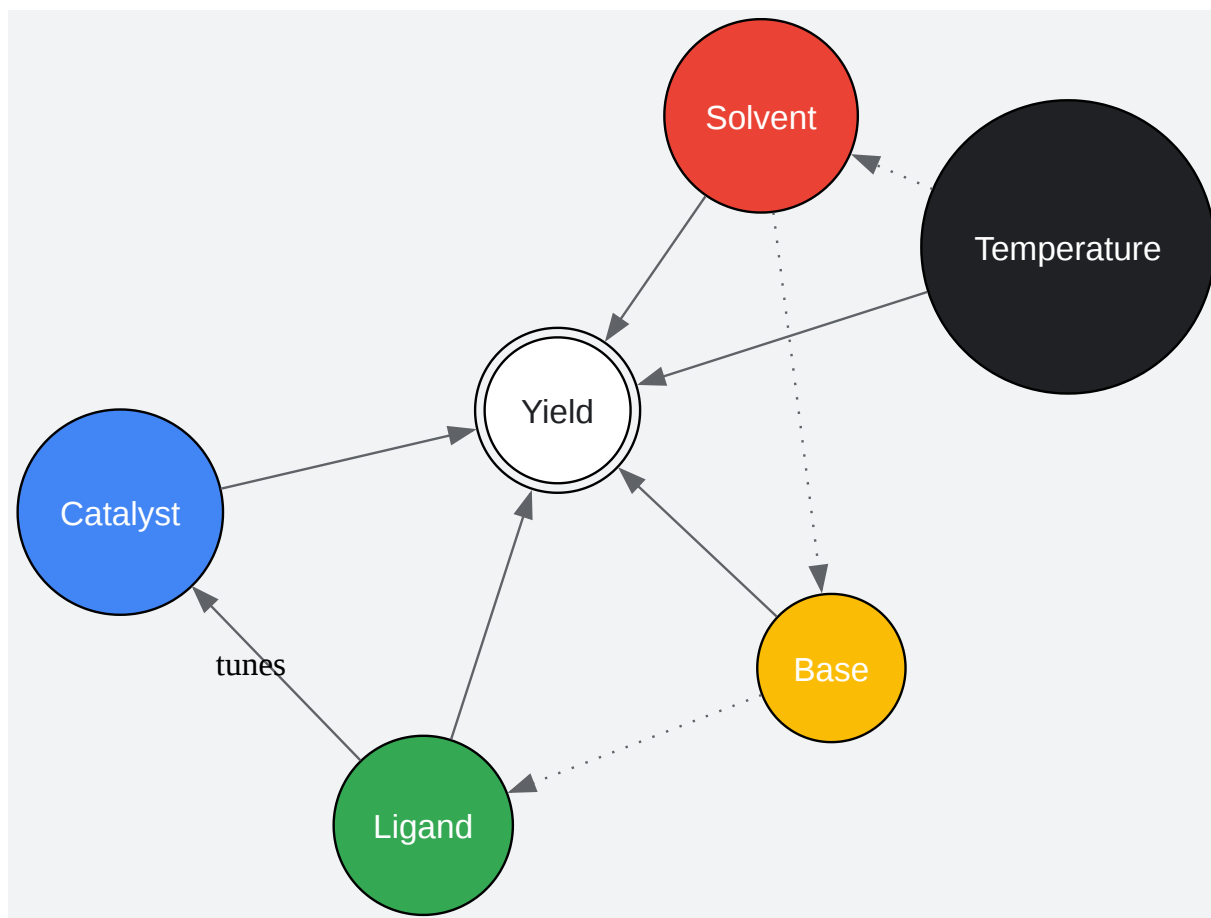 Solvent
Temperature
Yield
Catalyst
tunes
Base
Ligand